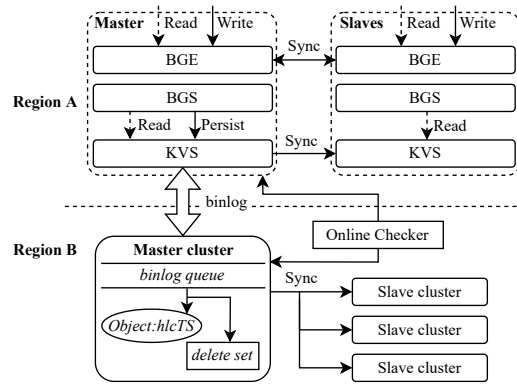 Master
Read
Write
Slaves
Read
Write
BGE
Sync
BGE
Region A
BGS
BGS
Read
Persist
Read
KVS
Sync
KVS
binlog
Online Checker
Region B
Master cluster
binlog queue
Sync
Object:hlcTS
delete set
Slave cluster
Slave cluster
Slave cluster